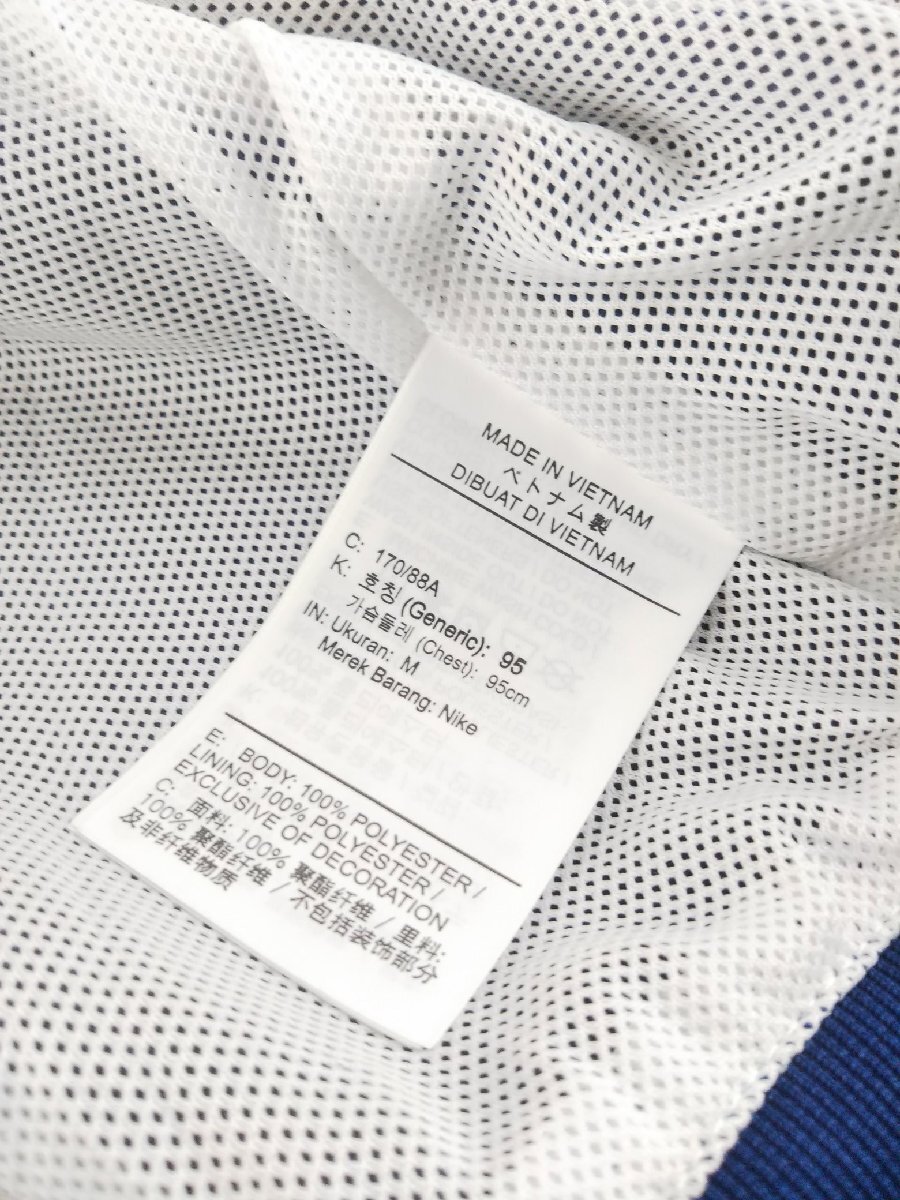 MADE IN VIETNAM
ベトナム製
DIBUAT DI VIETNAM
C: 170/88A
K: 호칭 (Generic): 95
가슴둘레 (Chest): 95cm
IN: Ukuran: M
Merek Barang: Nike
E: BODY: 100% POLYESTER /
LINING: 100% POLYESTER /
EXCLUSIVE OF DECORATION
C: 面料: 100% 聚酯纤维 / 里料:
100% 聚酯纤维 / 不包括装饰部分
及非纤维物质